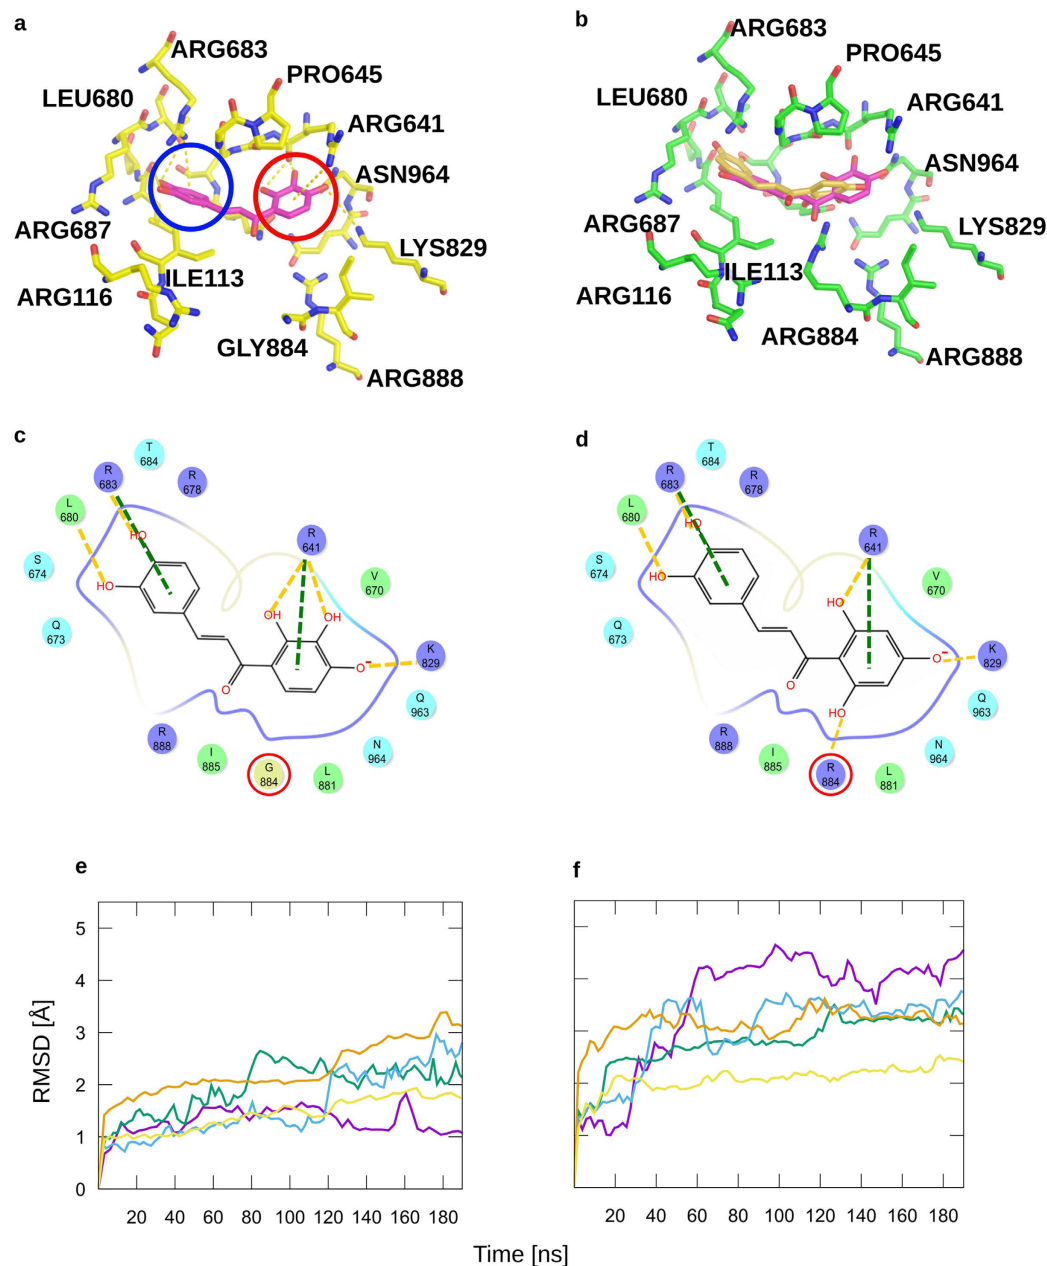 a
ARG683
PRO645
LEU680
ARG641
ASN964
ARG687
LYS829
ILE113
ARG116
GLY884
ARG888
b
ARG683
PRO645
LEU680
ARG641
ASN964
ARG687
LYS829
ILE113
ARG116
ARG884
ARG888
c
T
684
R
683
R
678
L
680
HO
R
641
S
674
HO
V
670
OH
OH
Q
673
K
829
O-
O
Q
963
R
888
N
964
I
885
G
884
L
881
d
T
684
R
683
R
678
L
680
HO
R
641
S
674
HO
V
670
HO
Q
673
K
829
O-
O
Q
963
HO
R
888
N
964
I
885
R
884
L
881
e
5
4
3
2
1
0
RMSD [Å]
20 40 60 80 100 120 140 160 180
f
20 40 60 80 100 120 140 160 180
Time [ns]